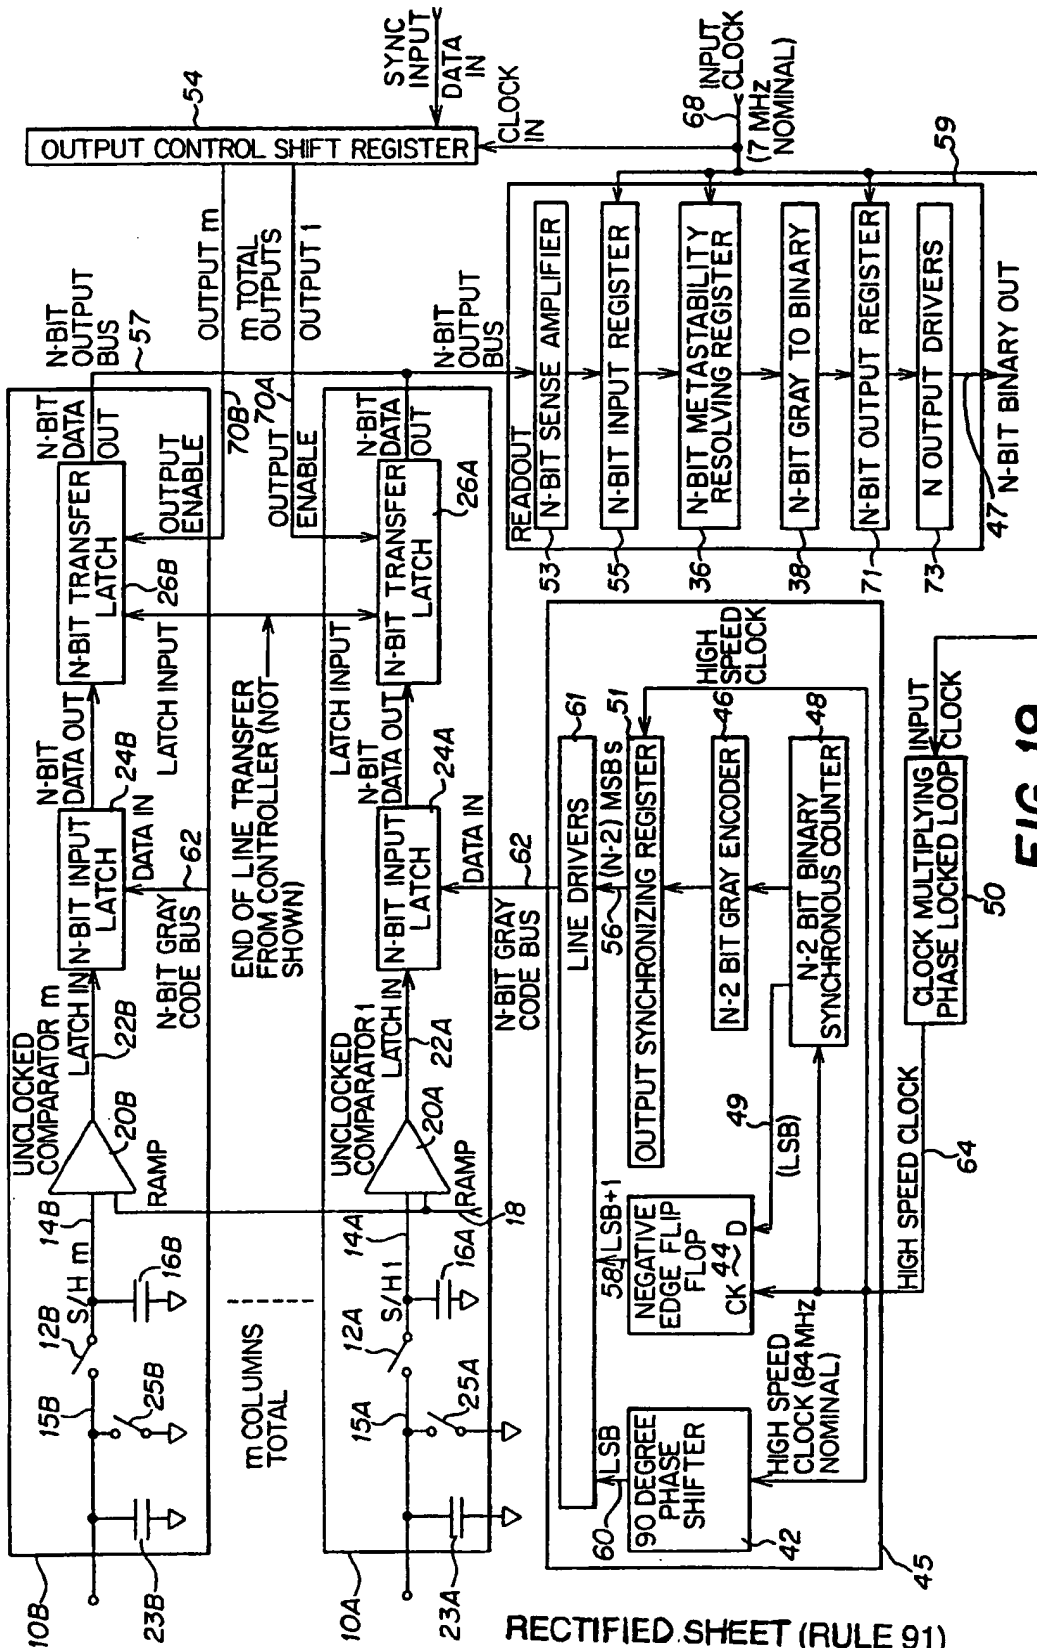 10B
23B
15B
12B
S/H m
14B
25B
16B
UNCLOCKED
COMPARATOR m
20B
RAMP
LATCH IN
22B
N-BIT GRAY
CODE BUS
62
N-BIT INPUT
LATCH
24B
DATA IN
N-BIT
DATA OUT
N-BIT TRANSFER
LATCH
26B
LATCH INPUT
OUTPUT
ENABLE
N-BIT
DATA
OUT
N-BIT
OUTPUT
BUS
57
m COLUMNS
TOTAL
END OF LINE TRANSFER
FROM CONTROLLER (NOT
SHOWN)
70B
70A
OUTPUT m
m TOTAL
OUTPUTS
OUTPUT 1
OUTPUT CONTROL SHIFT REGISTER
54
SYNC
INPUT
DATA
IN
CLOCK
IN
10A
23A
15A
12A
S/H1
14A
25A
16A
18
UNCLOCKED
COMPARATOR 1
20A
RAMP
LATCH IN
22A
N-BIT GRAY
CODE BUS
62
N-BIT INPUT
LATCH
24A
DATA IN
N-BIT
DATA OUT
LATCH INPUT
N-BIT TRANSFER
LATCH
26A
OUTPUT
ENABLE
N-BIT
DATA
OUT
N-BIT OUTPUT
BUS
68
INPUT
CLOCK
(7 MHz
NOMINAL)
LINE DRIVERS
61
60
LSB
58
LSB+1
56
(N-2) MSBs
51
90 DEGREE
PHASE
SHIFTER
42
NEGATIVE
EDGE FLIP
FLOP
CK
44
D
OUTPUT SYNCHRONIZING REGISTER
HIGH SPEED
CLOCK
N-2 BIT GRAY ENCODER
46
N-2 BIT BINARY
SYNCHRONOUS COUNTER
48
49
(LSB)
HIGH SPEED
CLOCK (84 MHz
NOMINAL)
45
HIGH SPEED CLOCK
64
CLOCK MULTIPLYING
PHASE LOCKED LOOP
50
INPUT
CLOCK
READOUT
59
N-BIT SENSE AMPLIFIER
53
N-BIT INPUT REGISTER
55
N-BIT METASTABILITY
RESOLVING REGISTER
36
N-BIT GRAY TO BINARY
38
N-BIT OUTPUT REGISTER
71
N OUTPUT DRIVERS
73
47
N-BIT BINARY OUT
RECTIFIED SHEET (RULE 91)